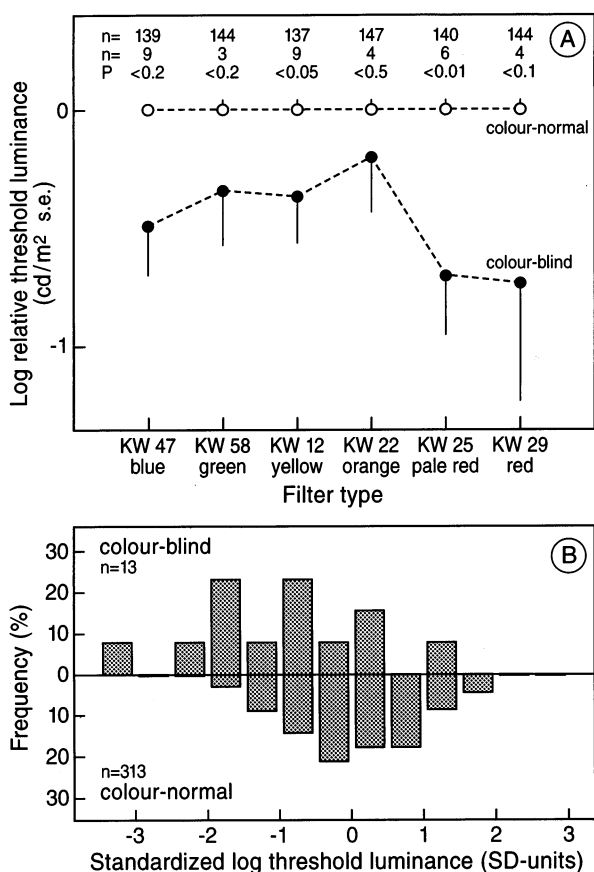 n= 139 144 137 147 140 144
n= 9 3 9 4 6 4
P <0.2 <0.2 <0.05 <0.5 <0.01 <0.1
A
0
colour-normal
colour-blind
-1
Log relative threshold luminance
(cd/m² s.e.)
KW 47 KW 58 KW 12 KW 22 KW 25 KW 29
blue green yellow orange pale red red
Filter type
colour-blind
n=13
B
30
20
10
0
10
20
30
Frequency (%)
n=313
colour-normal
-3 -2 -1 0 1 2 3
Standardized log threshold luminance (SD-units)